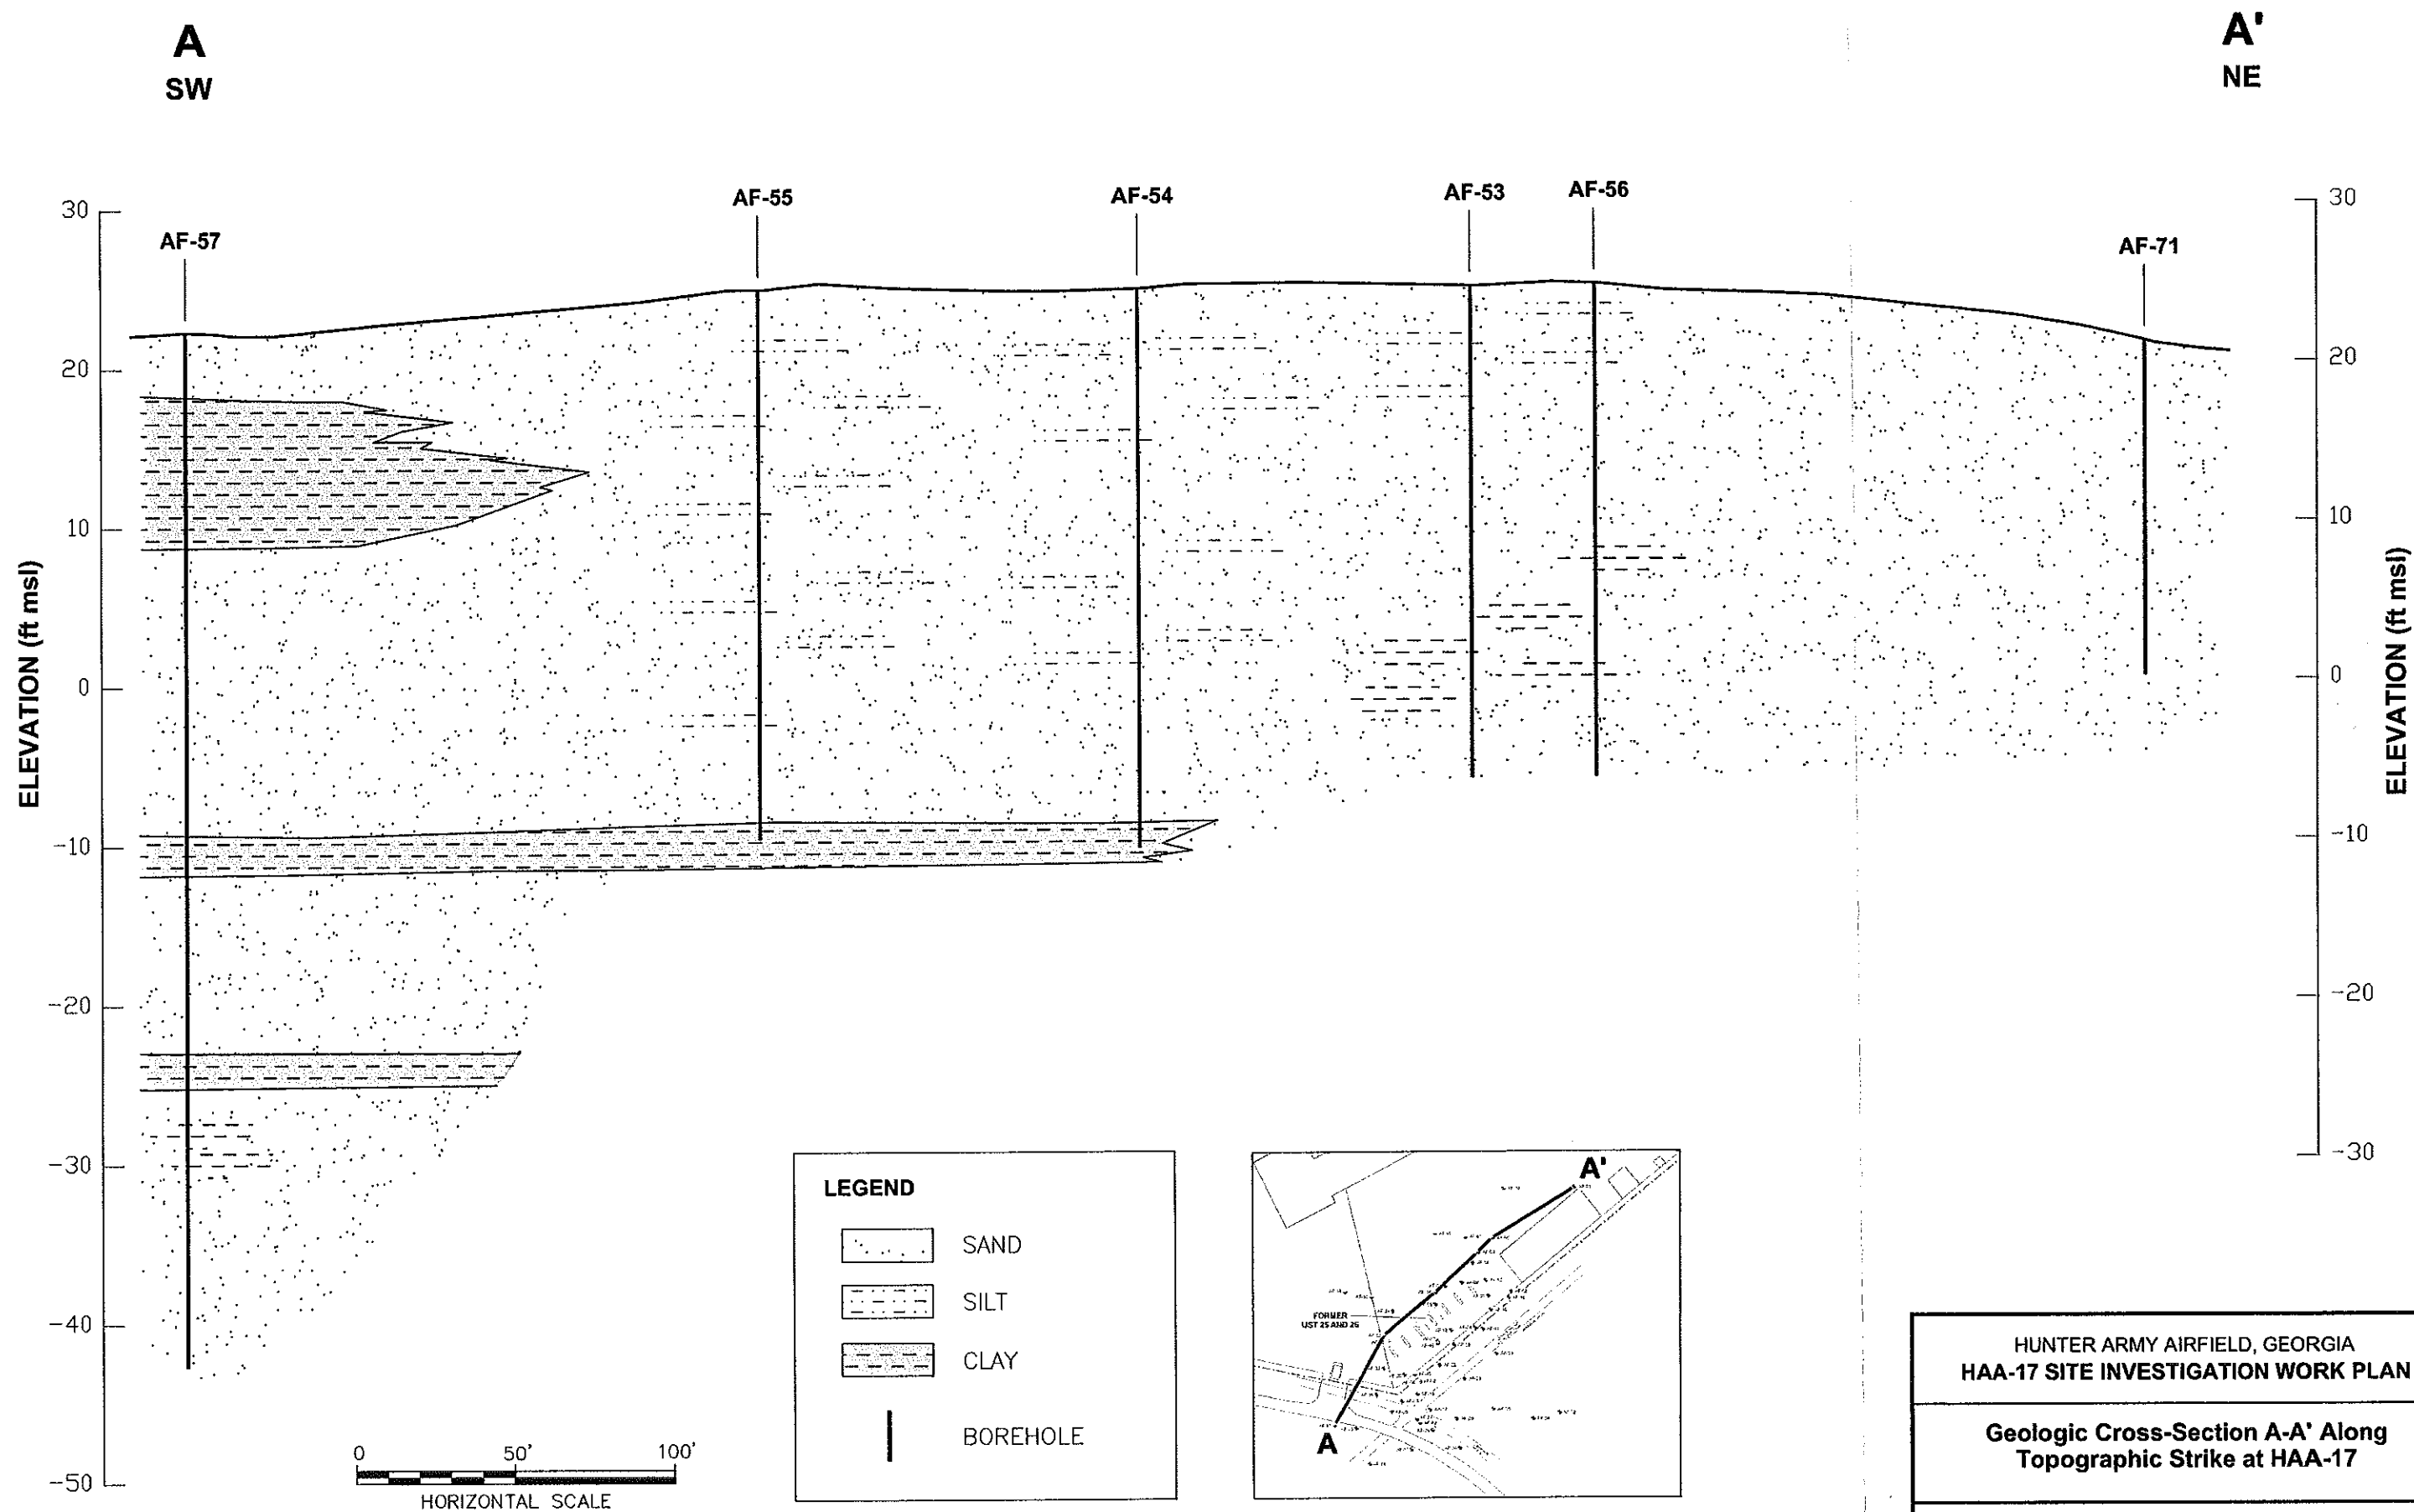 A
SW
A'
NE
AF-57
AF-55
AF-54
AF-53
AF-56
AF-71
30
20
10
0
-10
-20
-30
-40
-50
ELEVATION (ft msl)
30
20
10
0
-10
-20
-30
ELEVATION (ft msl)
0 50' 100'
HORIZONTAL SCALE
LEGEND
SAND
SILT
CLAY
BOREHOLE
A'
FORMER
UST 25 AND 26
A
HUNTER ARMY AIRFIELD, GEORGIA
HAA-17 SITE INVESTIGATION WORK PLAN
Geologic Cross-Section A-A' Along
Topographic Strike at HAA-17